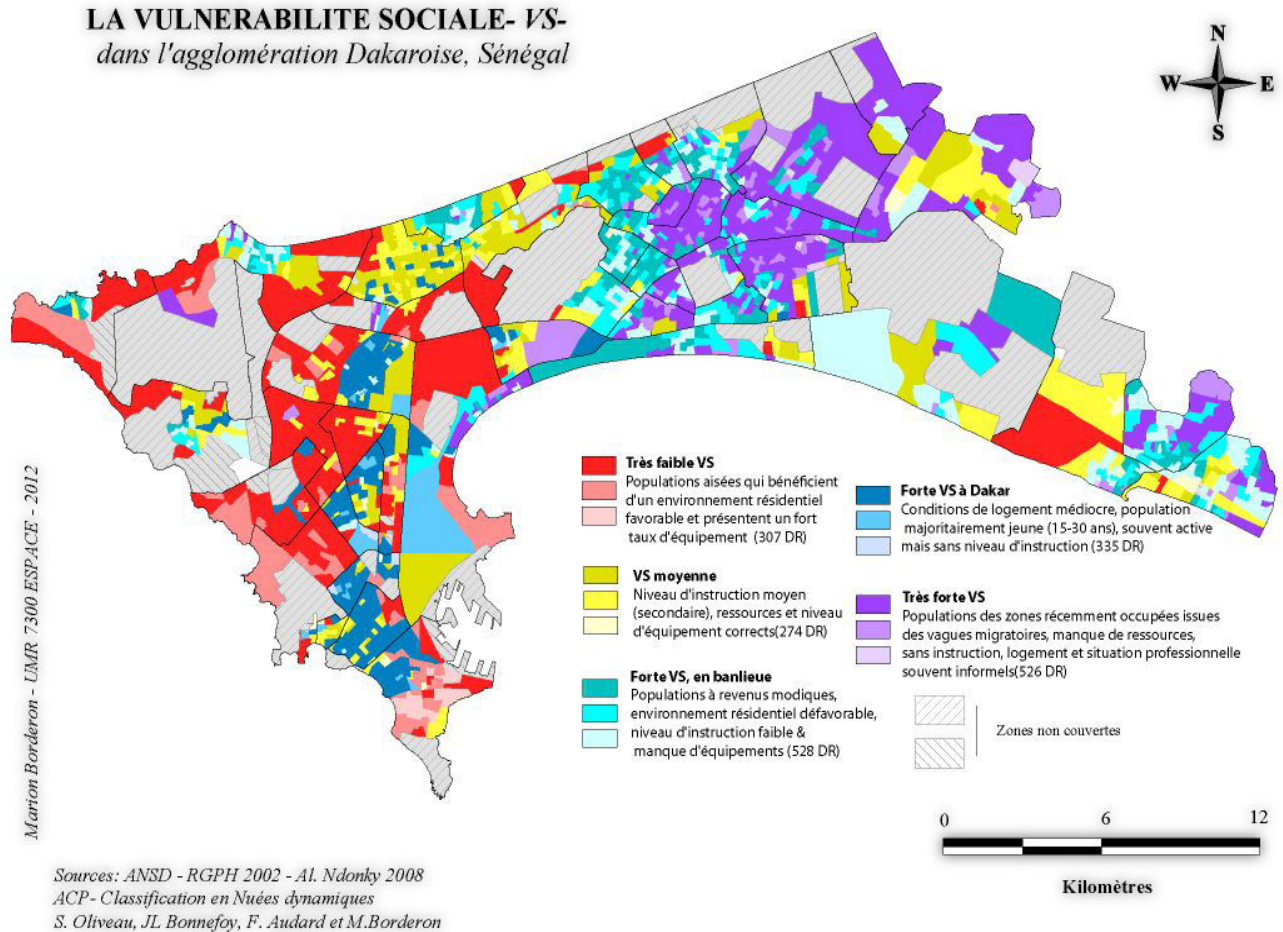 LA VULNERABILITE SOCIALE- VS-
dans l'agglomération Dakaroise, Sénégal
N
W
E
S
Très faible VS
Populations aisées qui bénéficient
d'un environnement résidentiel
favorable et présentent un fort
taux d'équipement (307 DR)
VS moyenne
Niveau d'instruction moyen
(secondaire), ressources et niveau
d'équipement corrects(274 DR)
Forte VS, en banlieue
Populations à revenus modiques,
environnement résidentiel défavorable,
niveau d'instruction faible &
manque d'équipements (528 DR)
Forte VS à Dakar
Conditions de logement médiocre, population
majoritairement jeune (15-30 ans), souvent active
mais sans niveau d'instruction (335 DR)
Très forte VS
Populations des zones récemment occupées issues
des vagues migratoires, manque de ressources,
sans instruction, logement et situation professionelle
souvent informels(526 DR)
Zones non couvertes
0 6 12
Kilomètres
Marion Borderon - UMR 7300 ESPACE - 2012
Sources: ANSD - RGPH 2002 - Al. Ndonky 2008
ACP- Classification en Nuées dynamiques
S. Oliveau, JL Bonnefoy, F. Audard et M.Borderon